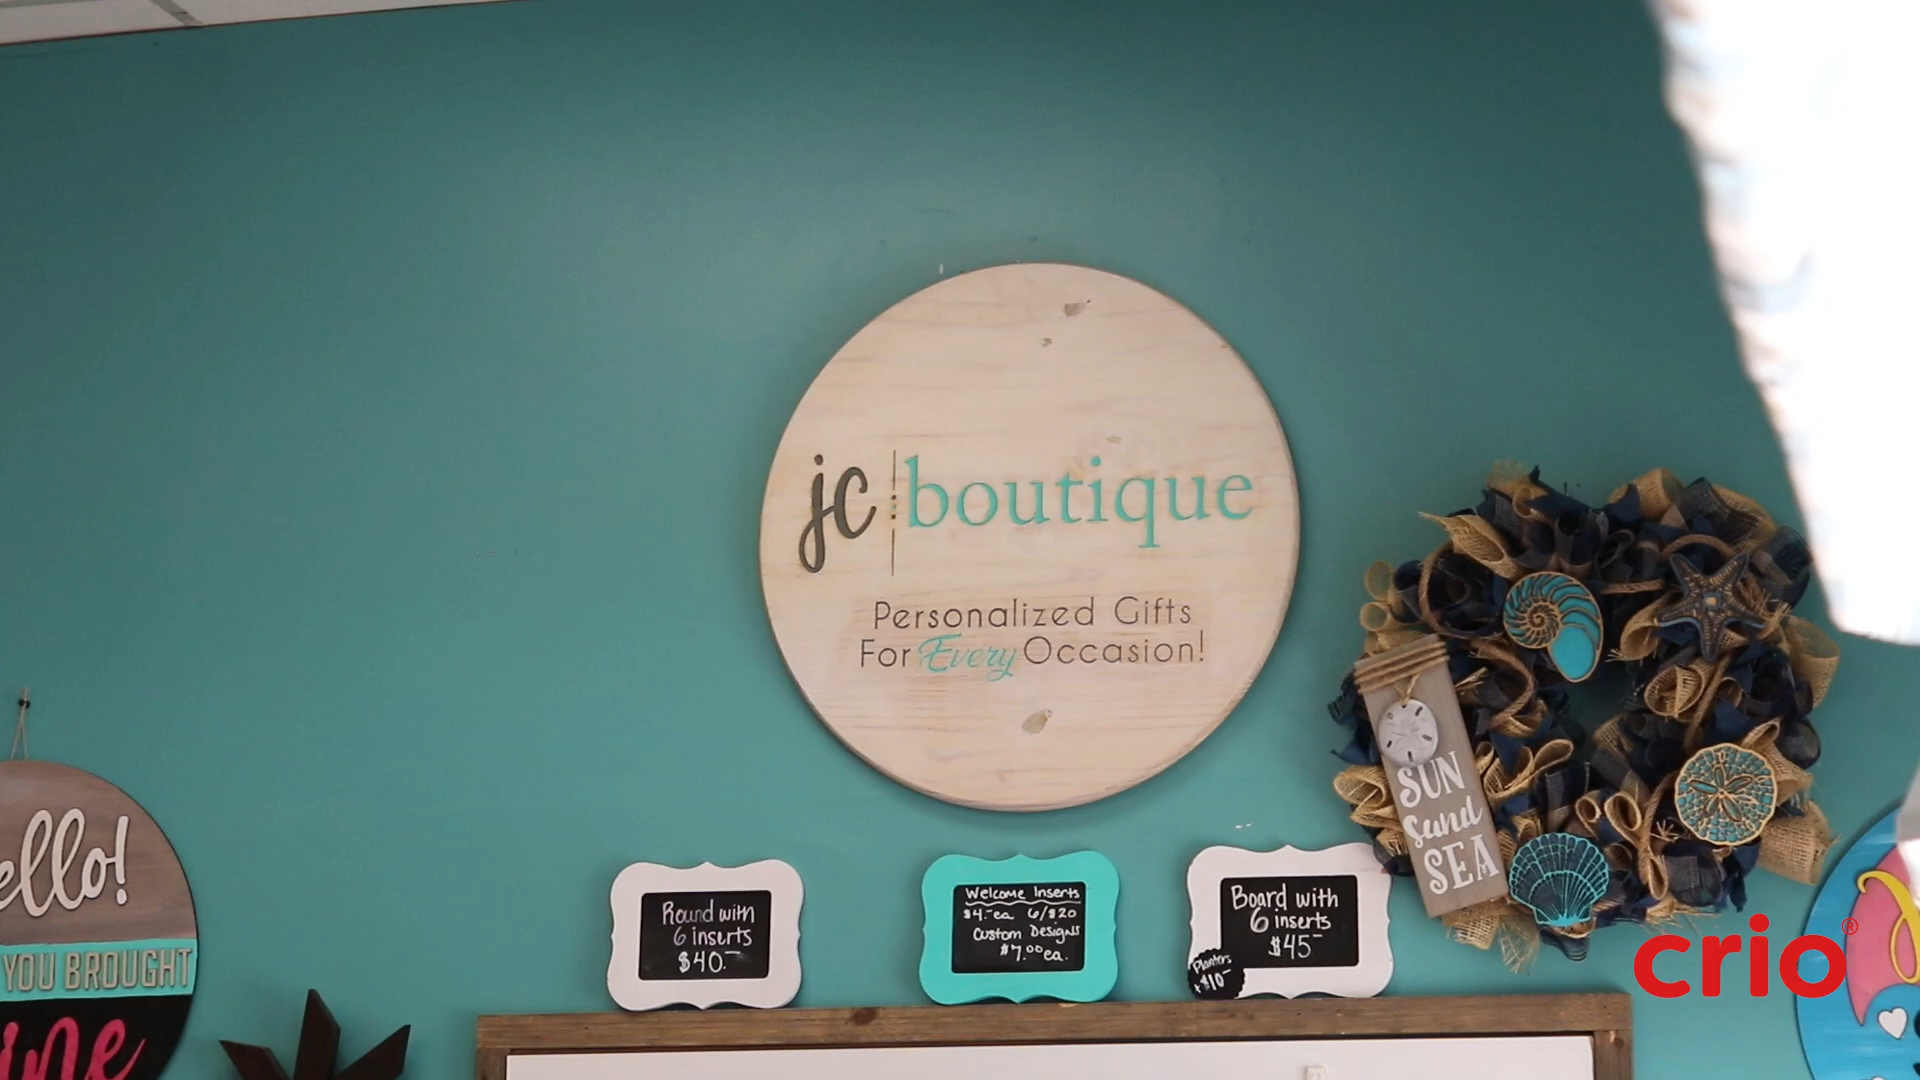 jc boutique
Personalized Gifts
For Every Occasion!
ello!
YOU BROUGHT
ine
Round with
6 inserts
$40.-
Welcome Inserts
$4.- ea 6/$20
Custom Designs
$7.00 ea.
Board with
6 inserts
$45-
Planters
+$10-
SUN
sand
SEA
crio®